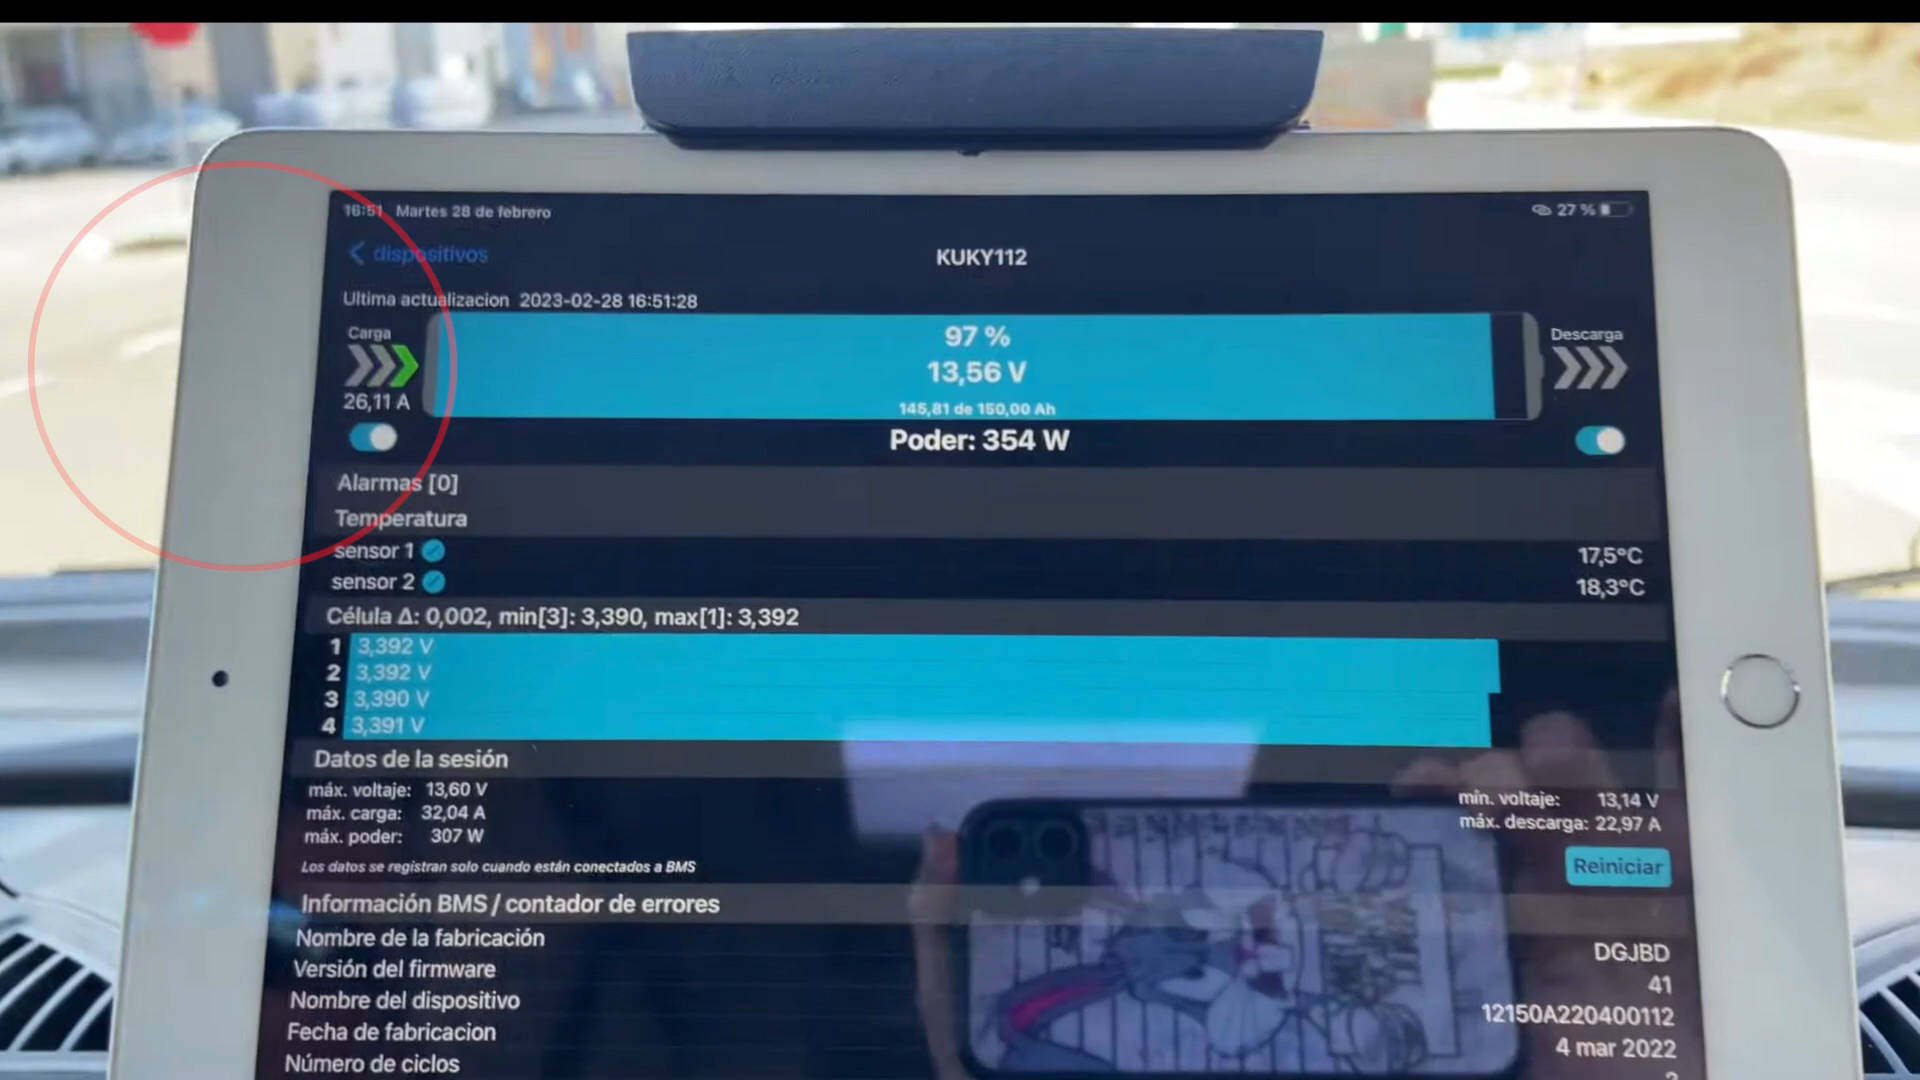 16:51 Martes 28 de febrero
27 %
dispositivos
KUKY112
Ultima actualizacion 2023-02-28 16:51:28
Carga
97 %
Descarga
13,56 V
26,11 A
145,81 de 150,00 Ah
Poder: 354 W
Alarmas [0]
Temperatura
sensor 1 17,5°C
sensor 2 18,3°C
Célula Δ: 0,002, min[3]: 3,390, max[1]: 3,392
1 3,392 V
2 3,392 V
3 3,390 V
4 3,391 V
Datos de la sesión
máx. voltaje: 13,60 V mín. voltaje: 13,14 V
máx. carga: 32,04 A máx. descarga: 22,97 A
máx. poder: 307 W
Los datos se registran solo cuando están conectados a BMS
Reiniciar
Información BMS / contador de errores
Nombre de la fabricación DGJBD
Versión del firmware 41
Nombre del dispositivo 12150A220400112
Fecha de fabricacion 4 mar 2022
Número de ciclos